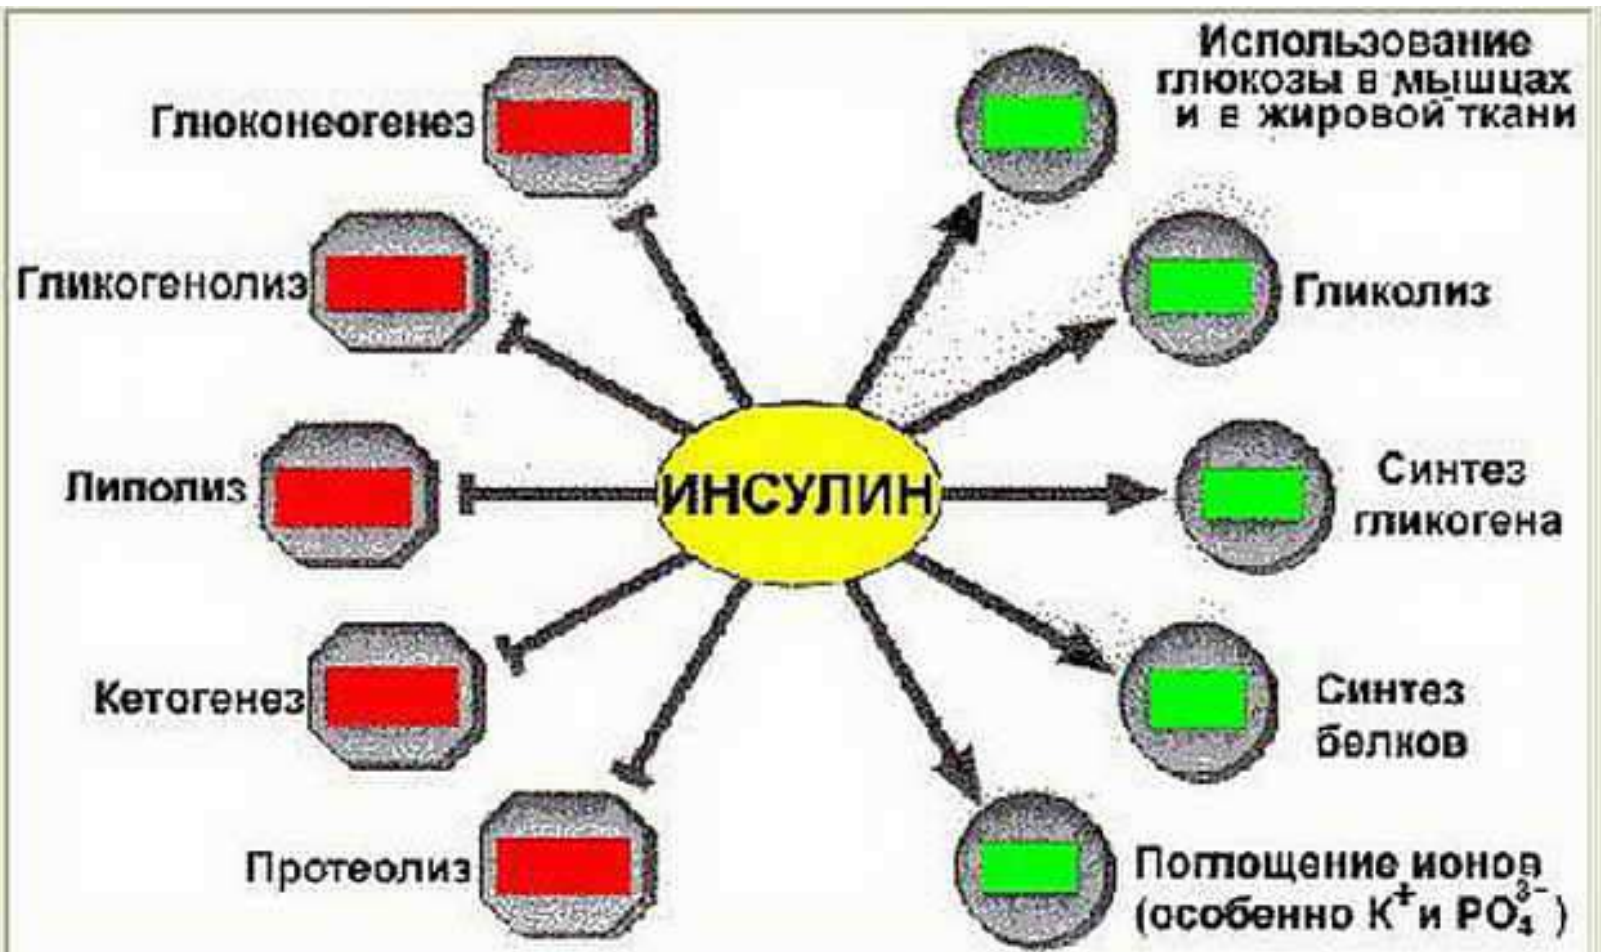 Глюконеогенез
Гликогенолиз
Липолиз
Кетогенез
Протеолиз
ИНСУЛИН
Использование
глюкозы в мышцах
и в жировой ткани
Гликолиз
Синтез
гликогена
Синтез
белков
Поглощение ионов
(особенно K⁺ и PO₄³⁻)